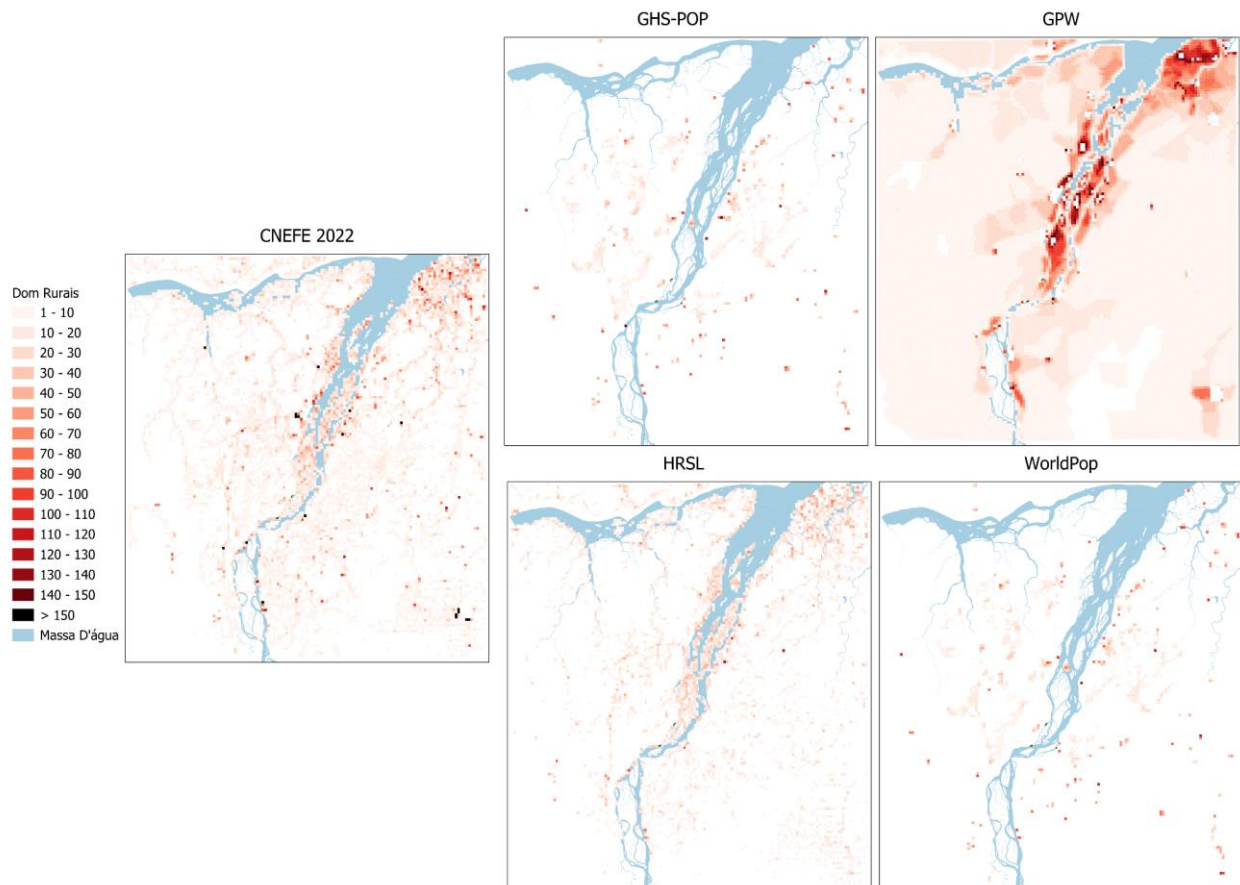 GHS-POP
GPW
CNEFE 2022
Dom Rurais
1 - 10
10 - 20
20 - 30
30 - 40
40 - 50
50 - 60
60 - 70
70 - 80
80 - 90
90 - 100
100 - 110
110 - 120
120 - 130
130 - 140
140 - 150
> 150
Massa D'água
HRSL
WorldPop